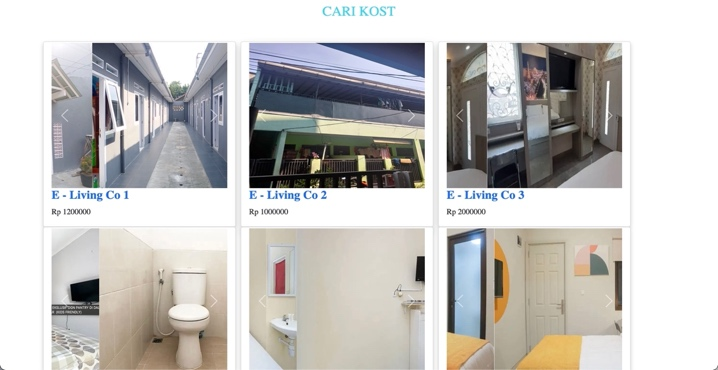 CARI KOST
E - Living Co 1
E - Living Co 2
E - Living Co 3
Rp 1200000
Rp 1000000
Rp 2000000